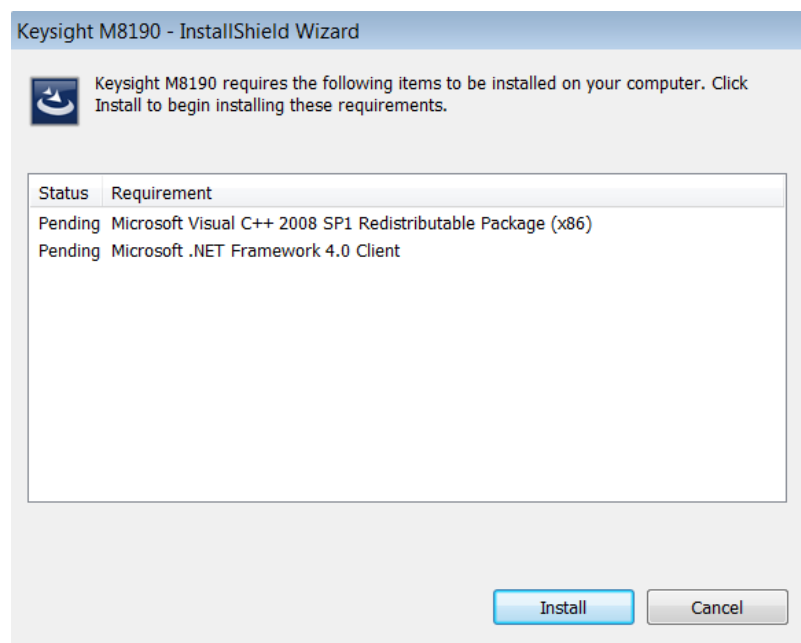 Keysight M8190 - InstallShield Wizard
Keysight M8190 requires the following items to be installed on your computer. Click
Install to begin installing these requirements.
Status Requirement
Pending Microsoft Visual C++ 2008 SP1 Redistributable Package (x86)
Pending Microsoft .NET Framework 4.0 Client
Install Cancel